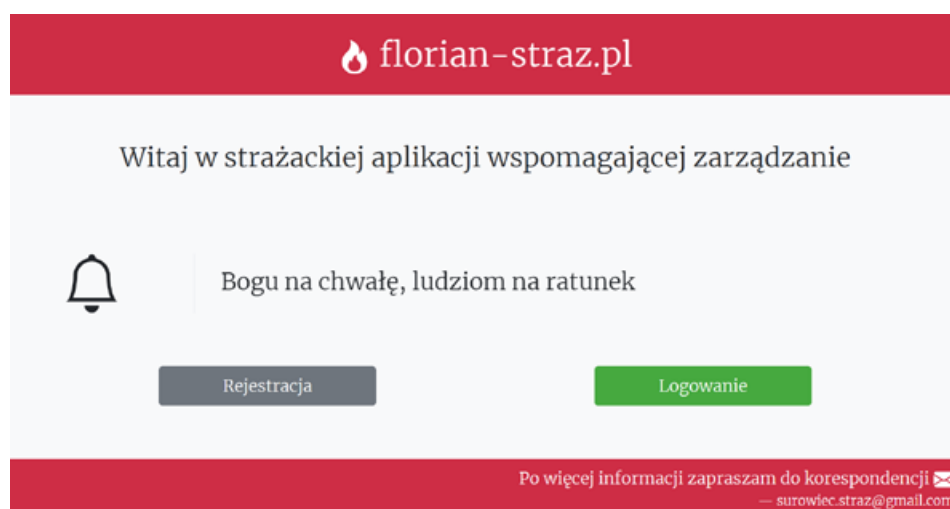 florian-straz.pl
Witaj w strażackiej aplikacji wspomagającej zarządzanie
Bogu na chwałę, ludziom na ratunek
Rejestracja
Logowanie
Po więcej informacji zapraszam do korespondencji
— surowiec.straz@gmail.com